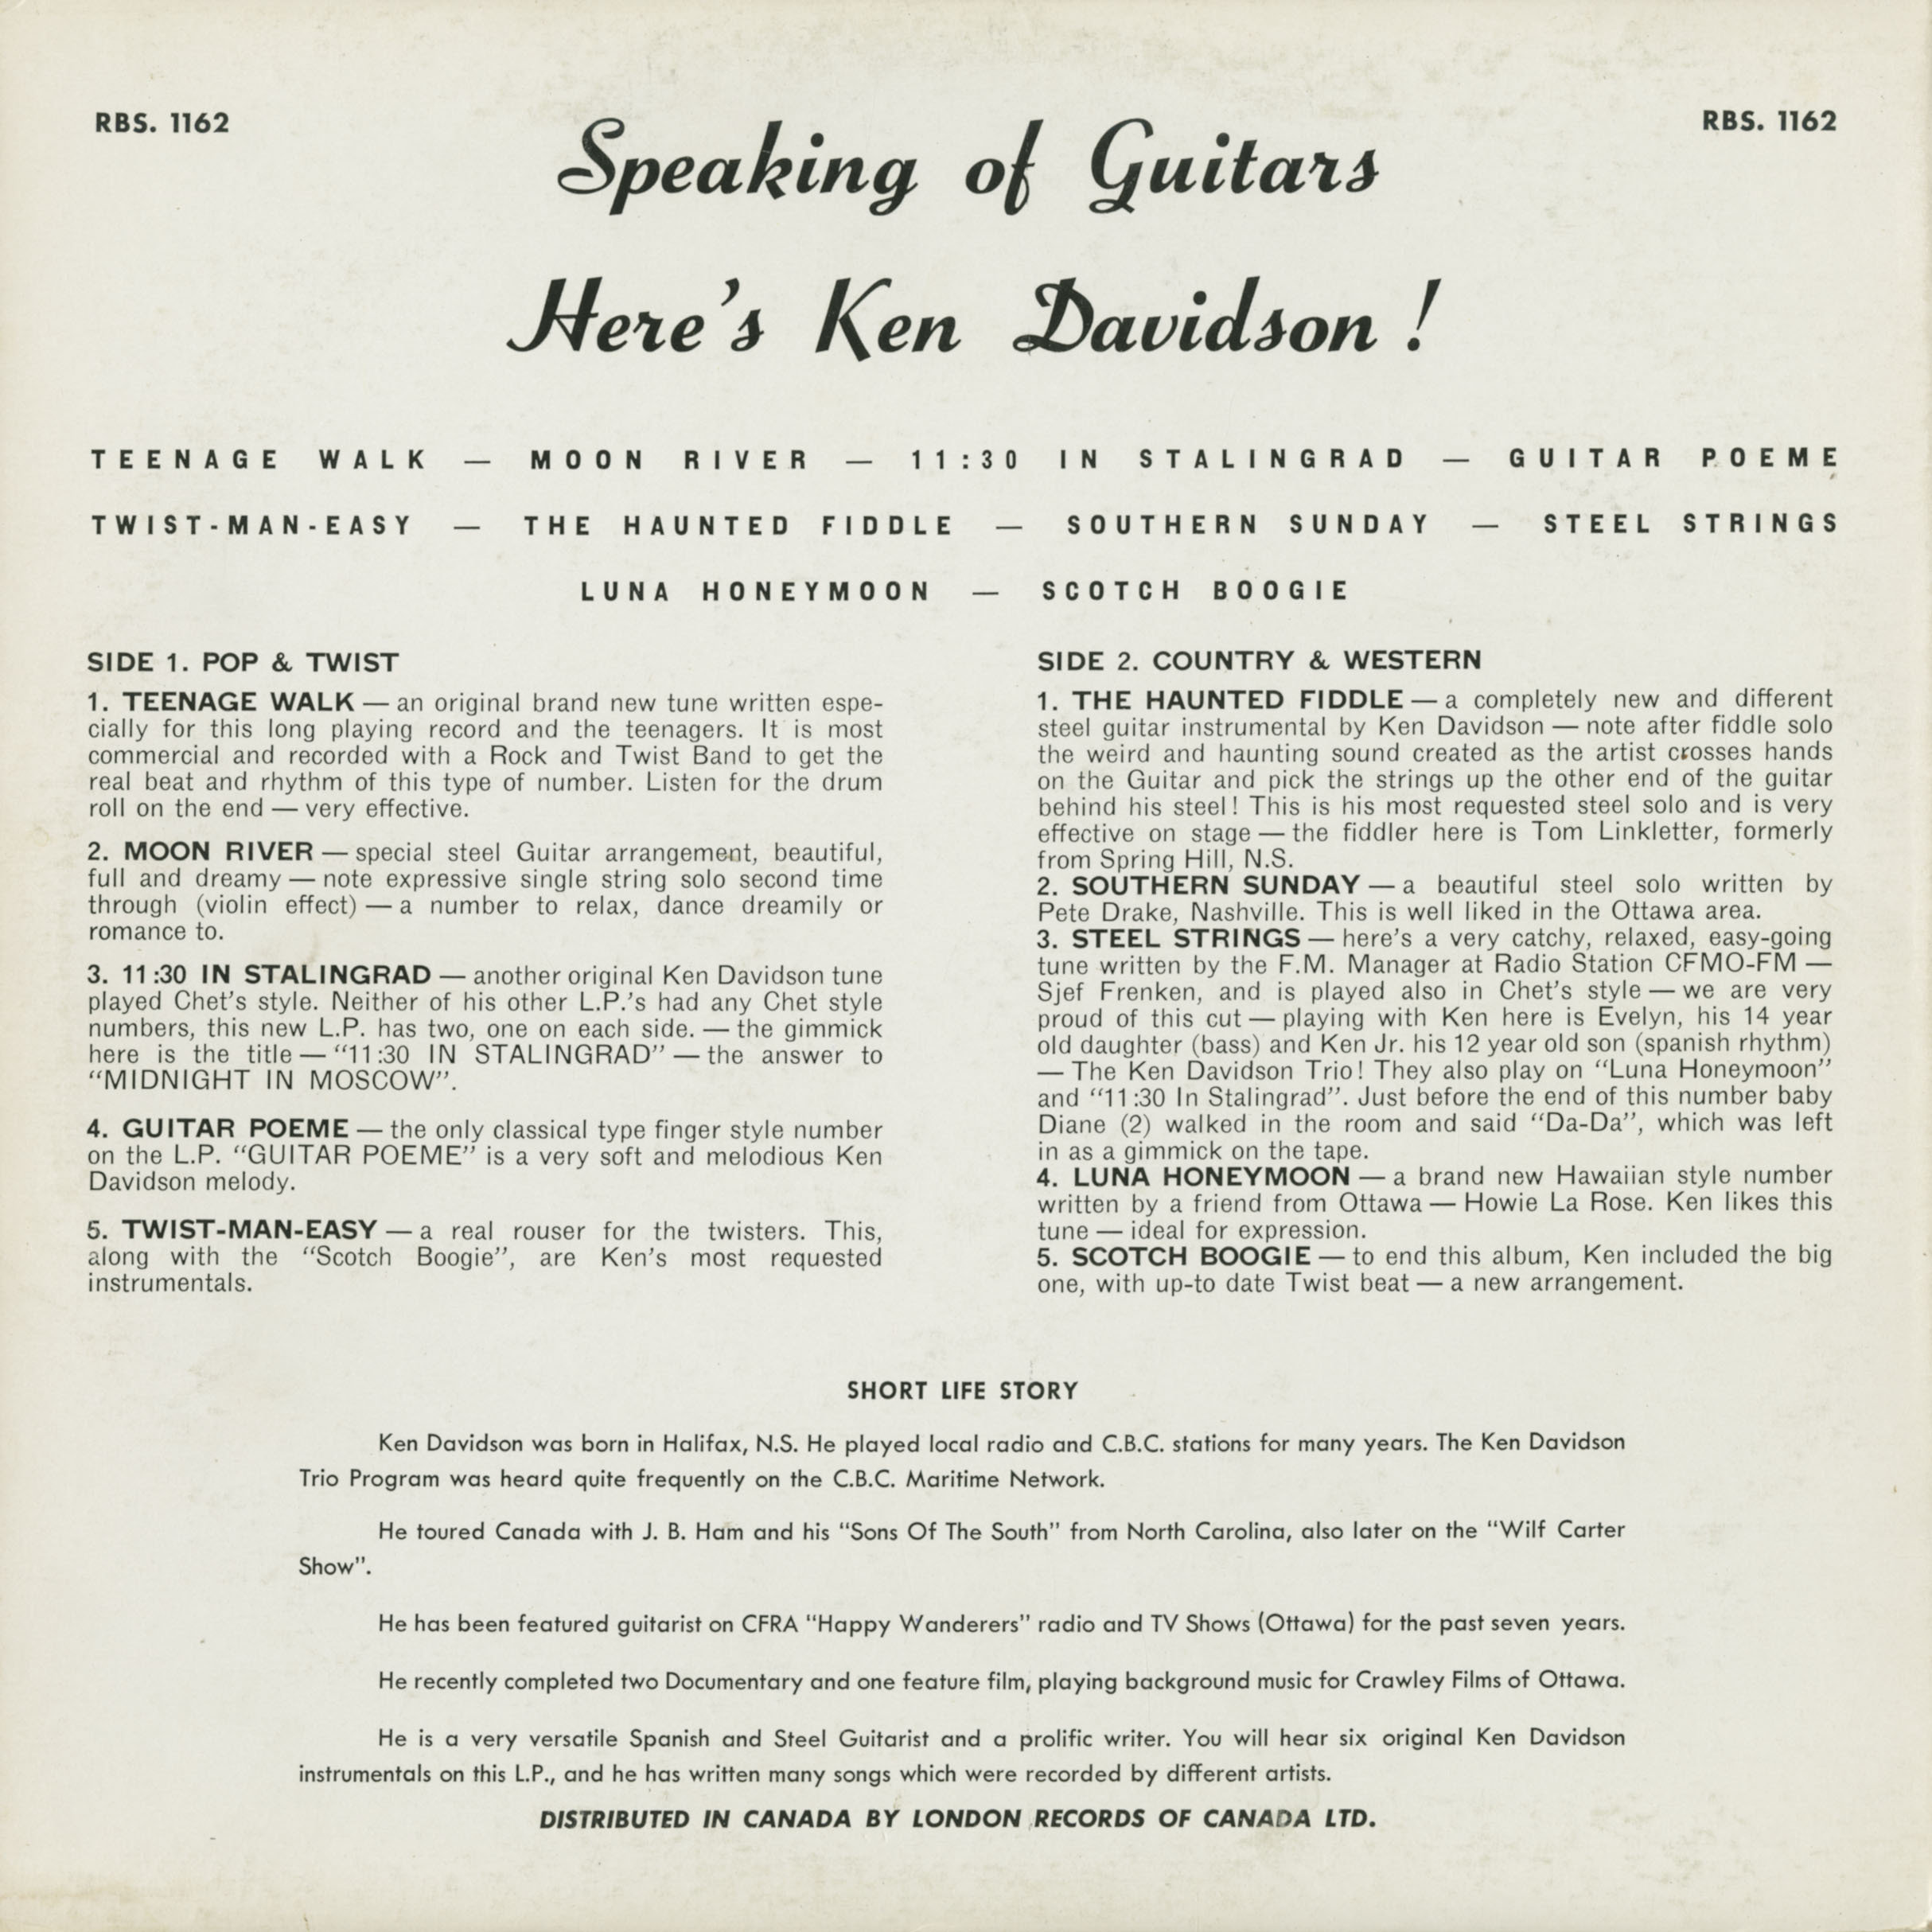 RBS. 1162
RBS. 1162
Speaking of Guitars
Here's Ken Davidson !
TEENAGE WALK — MOON RIVER — 11:30 IN STALINGRAD — GUITAR POEME
TWIST-MAN-EASY — THE HAUNTED FIDDLE — SOUTHERN SUNDAY — STEEL STRINGS
LUNA HONEYMOON — SCOTCH BOOGIE
SIDE 1. POP & TWIST
1. TEENAGE WALK — an original brand new tune written espe-
cially for this long playing record and the teenagers. It is most
commercial and recorded with a Rock and Twist Band to get the
real beat and rhythm of this type of number. Listen for the drum
roll on the end — very effective.
2. MOON RIVER — special steel Guitar arrangement, beautiful,
full and dreamy — note expressive single string solo second time
through (violin effect) — a number to relax, dance dreamily or
romance to.
3. 11:30 IN STALINGRAD — another original Ken Davidson tune
played Chet's style. Neither of his other L.P.'s had any Chet style
numbers, this new L.P. has two, one on each side. — the gimmick
here is the title — "11:30 IN STALINGRAD" — the answer to
"MIDNIGHT IN MOSCOW".
4. GUITAR POEME — the only classical type finger style number
on the L.P. "GUITAR POEME" is a very soft and melodious Ken
Davidson melody.
5. TWIST-MAN-EASY — a real rouser for the twisters. This,
along with the "Scotch Boogie", are Ken's most requested
instrumentals.
SIDE 2. COUNTRY & WESTERN
1. THE HAUNTED FIDDLE — a completely new and different
steel guitar instrumental by Ken Davidson — note after fiddle solo
the weird and haunting sound created as the artist crosses hands
on the Guitar and pick the strings up the other end of the guitar
behind his steel! This is his most requested steel solo and is very
effective on stage — the fiddler here is Tom Linkletter, formerly
from Spring Hill, N.S.
2. SOUTHERN SUNDAY — a beautiful steel solo written by
Pete Drake, Nashville. This is well liked in the Ottawa area.
3. STEEL STRINGS — here's a very catchy, relaxed, easy-going
tune written by the F.M. Manager at Radio Station CFMO-FM —
Sjef Frenken, and is played also in Chet's style — we are very
proud of this cut — playing with Ken here is Evelyn, his 14 year
old daughter (bass) and Ken Jr. his 12 year old son (spanish rhythm)
— The Ken Davidson Trio! They also play on "Luna Honeymoon"
and "11:30 In Stalingrad". Just before the end of this number baby
Diane (2) walked in the room and said "Da-Da", which was left
in as a gimmick on the tape.
4. LUNA HONEYMOON — a brand new Hawaiian style number
written by a friend from Ottawa — Howie La Rose. Ken likes this
tune — ideal for expression.
5. SCOTCH BOOGIE — to end this album, Ken included the big
one, with up-to date Twist beat — a new arrangement.
SHORT LIFE STORY
Ken Davidson was born in Halifax, N.S. He played local radio and C.B.C. stations for many years. The Ken Davidson
Trio Program was heard quite frequently on the C.B.C. Maritime Network.
He toured Canada with J. B. Ham and his "Sons Of The South" from North Carolina, also later on the "Wilf Carter
Show".
He has been featured guitarist on CFRA "Happy Wanderers" radio and TV Shows (Ottawa) for the past seven years.
He recently completed two Documentary and one feature film, playing background music for Crawley Films of Ottawa.
He is a very versatile Spanish and Steel Guitarist and a prolific writer. You will hear six original Ken Davidson
instrumentals on this L.P., and he has written many songs which were recorded by different artists.
DISTRIBUTED IN CANADA BY LONDON RECORDS OF CANADA LTD.